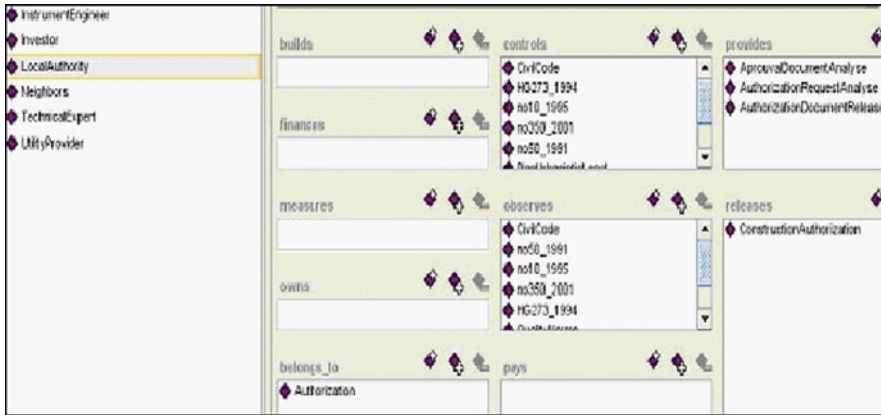 InstrumentEngineer
Investor
LocalAuthority
Neighbors
TechnicalExpert
UtilityProvider
builds
finances
measures
owns
belongs_to
Authorization
controls
CivilCode
HG273_1994
no10_1995
no350_2001
no50_1991
observes
CivilCode
no50_1991
no10_1995
no350_2001
HG273_1994
pays
provides
AprouvalDocumentAnalyse
AuthorizationRequestAnalyse
AuthorizationDocumentRelease
releases
ConstructionAuthorization